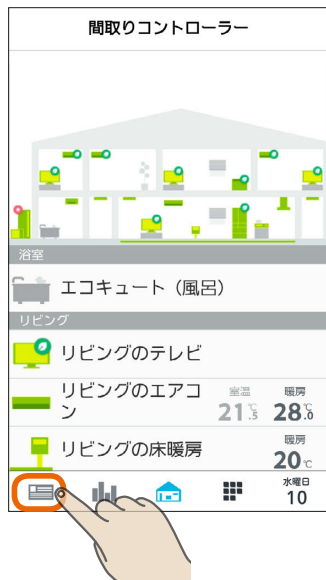 間取りコントローラー
浴室
エコキュート（風呂）
リビング
リビングのテレビ
リビングのエアコ
ン
室温
21℃.5
暖房
28℃.0
リビングの床暖房
暖房
20℃
水曜日
10